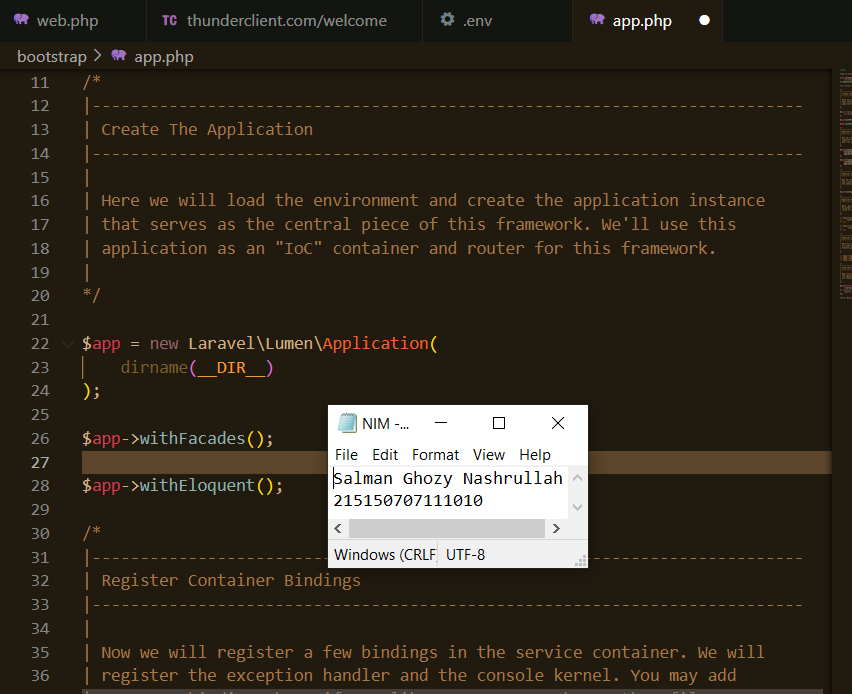 web.php
TC thunderclient.com/welcome
.env
app.php
bootstrap > app.php
11 /*
12 |--------------------------------------------------------------------------
13 | Create The Application
14 |--------------------------------------------------------------------------
15 |
16 | Here we will load the environment and create the application instance
17 | that serves as the central piece of this framework. We'll use this
18 | application as an "IoC" container and router for this framework.
19 |
20 */
21
22 $app = new Laravel\Lumen\Application(
23 dirname(__DIR__)
24 );
25
26 $app->withFacades();
27
28 $app->withEloquent();
29
30 /*
31 |--------------------------------------------------------------------------
32 | Register Container Bindings
33 |--------------------------------------------------------------------------
34 |
35 | Now we will register a few bindings in the service container. We will
36 | register the exception handler and the console kernel. You may add
NIM -...
File Edit Format View Help
Salman Ghozy Nashrullah
215150707111010
Windows (CRLF
UTF-8